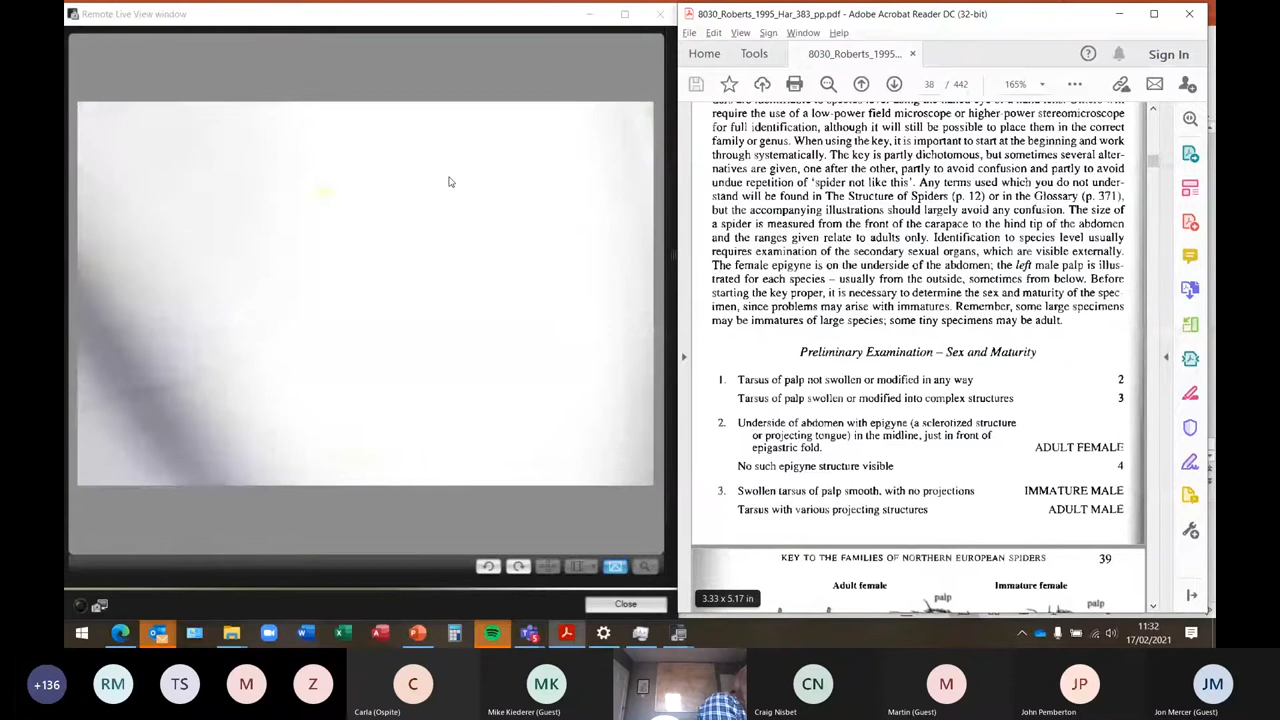 Remote Live View window
Close
8030_Roberts_1995_Har_383_pp.pdf - Adobe Acrobat Reader DC (32-bit)
File Edit View Sign Window Help
Home Tools 8030_Roberts_1995... × Sign In
38 / 442 165%
require the use of a low-power field microscope or higher-power stereomicroscope
for full identification, although it will still be possible to place them in the correct
family or genus. When using the key, it is important to start at the beginning and work
through systematically. The key is partly dichotomous, but sometimes several alter-
natives are given, one after the other, partly to avoid confusion and partly to avoid
undue repetition of 'spider not like this'. Any terms used which you do not under-
stand will be found in The Structure of Spiders (p. 12) or in the Glossary (p. 371),
but the accompanying illustrations should largely avoid any confusion. The size of
a spider is measured from the front of the carapace to the hind tip of the abdomen
and the ranges given relate to adults only. Identification to species level usually
requires examination of the secondary sexual organs, which are visible externally.
The female epigyne is on the underside of the abdomen; the left male palp is illus-
trated for each species – usually from the outside, sometimes from below. Before
starting the key proper, it is necessary to determine the sex and maturity of the spec-
imen, since problems may arise with immatures. Remember, some large specimens
may be immatures of large species; some tiny specimens may be adult.
Preliminary Examination – Sex and Maturity
1. Tarsus of palp not swollen or modified in any way 2
Tarsus of palp swollen or modified into complex structures 3
2. Underside of abdomen with epigyne (a sclerotized structure
or projecting tongue) in the midline, just in front of
epigastric fold. ADULT FEMALE
No such epigyne structure visible 4
3. Swollen tarsus of palp smooth, with no projections IMMATURE MALE
Tarsus with various projecting structures ADULT MALE
KEY TO THE FAMILIES OF NORTHERN EUROPEAN SPIDERS 39
Adult female Immature female
palp
palp
3.33 x 5.17 in
11:32
17/02/2021
+136 RM TS M Z C MK CN M JP JM
Carla (Ospite) Mike Kiederer (Guest) Craig Nisbet Martin (Guest) John Pemberton Jon Mercer (Guest)